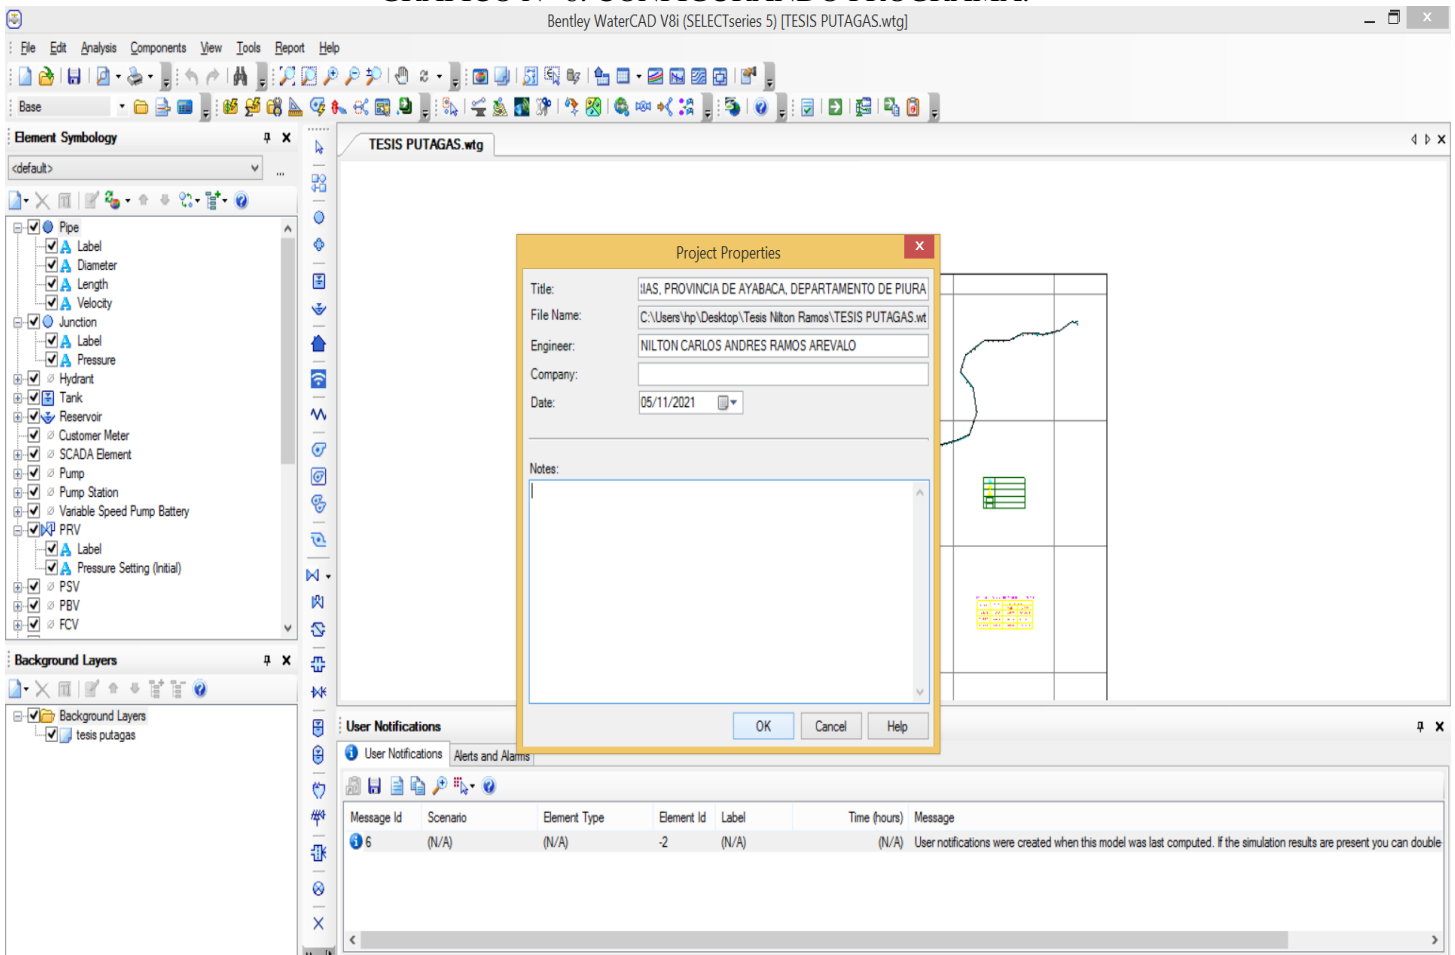 GRÁFICO N° 6: CONFIGURANDO PROGRAMA.
Bentley WaterCAD V8i (SELECTseries 5) [TESIS PUTAGAS.wtg]
File Edit Analysis Components View Tools Report Help
Base
Element Symbology
<default>
...
Pipe
Label
Diameter
Length
Velocity
Junction
Label
Pressure
Hydrant
Tank
Reservoir
Customer Meter
SCADA Element
Pump
Pump Station
Variable Speed Pump Battery
PRV
Label
Pressure Setting (Initial)
PSV
PBV
FCV
Background Layers
Background Layers
tesis putagas
TESIS PUTAGAS.wtg
Project Properties
Title: IAS, PROVINCIA DE AYABACA, DEPARTAMENTO DE PIURA
File Name: C:\Users\hp\Desktop\Tesis Nilton Ramos\TESIS PUTAGAS.wt
Engineer: NILTON CARLOS ANDRES RAMOS AREVALO
Company:
Date: 05/11/2021
Notes:
OK Cancel Help
User Notifications
User Notifications Alerts and Alarms
Message Id Scenario Element Type Element Id Label Time (hours) Message
6 (N/A) (N/A) -2 (N/A) (N/A) User notifications were created when this model was last computed. If the simulation results are present you can double